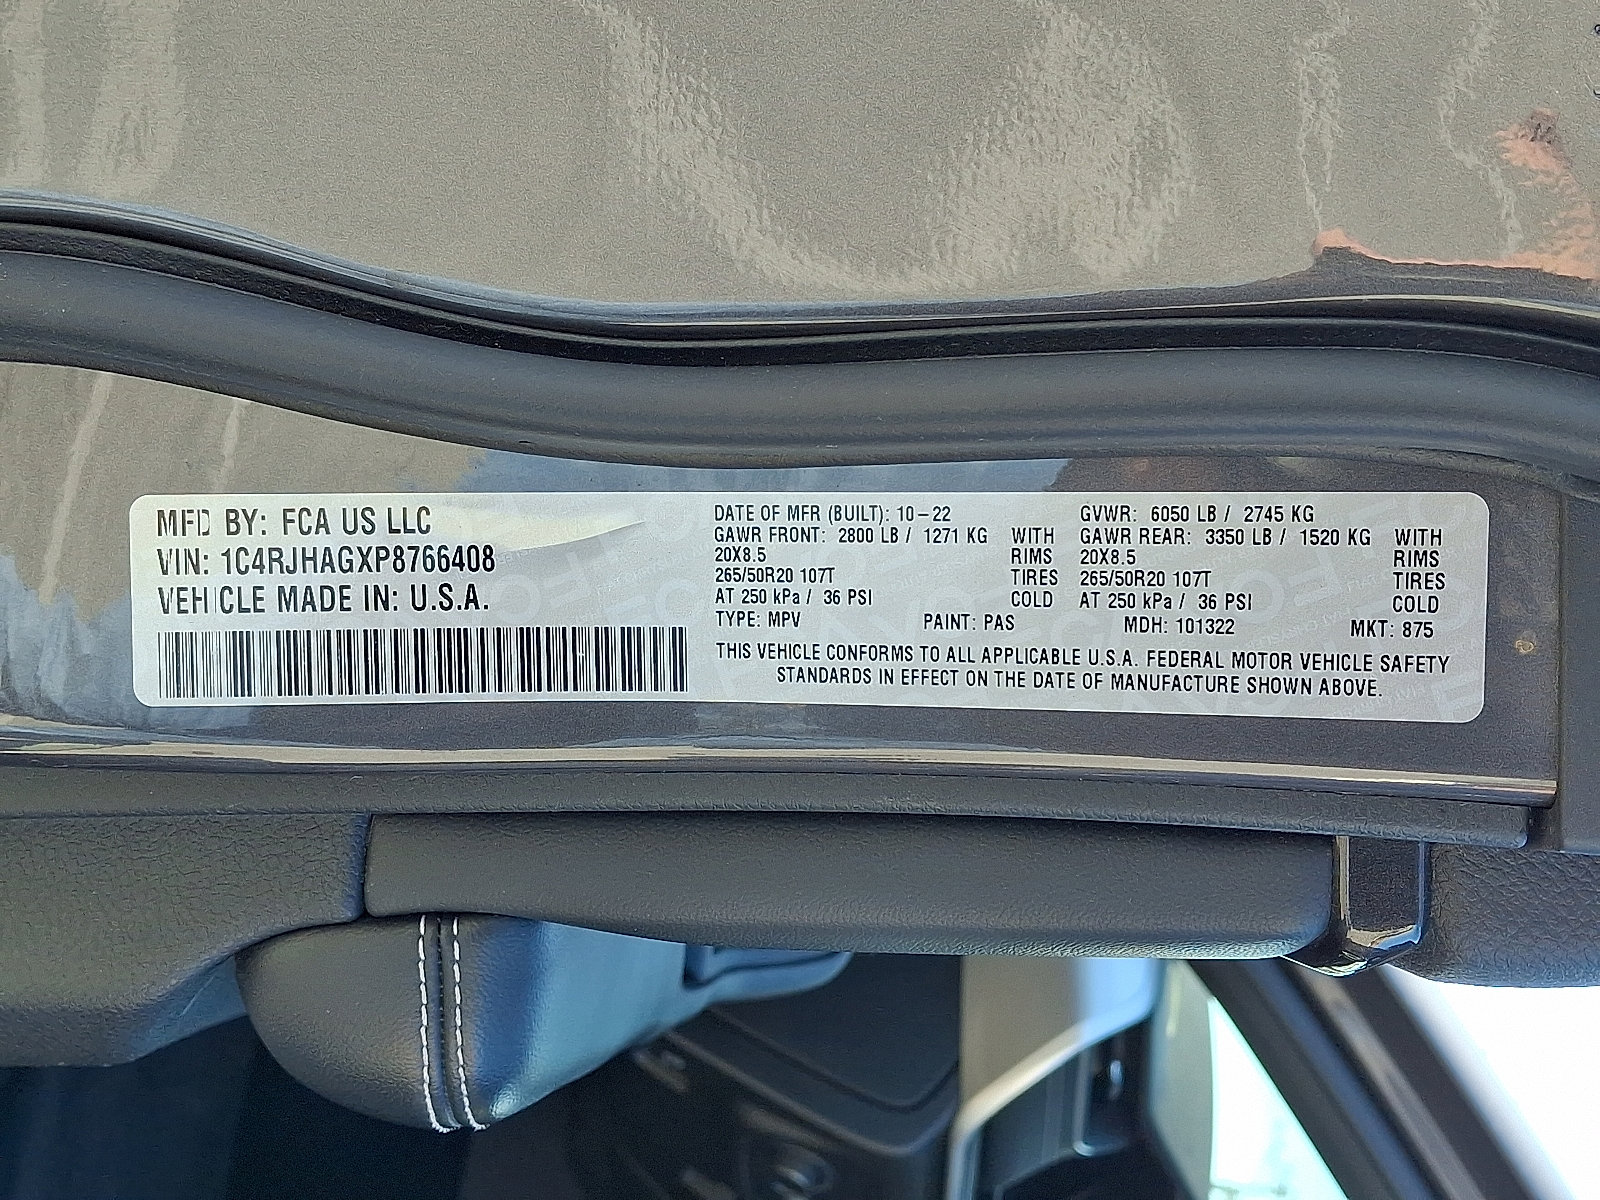 MFD BY: FCA US LLC
VIN: 1C4RJHAGXP8766408
VEHICLE MADE IN: U.S.A.
DATE OF MFR (BUILT): 10-22
GAWR FRONT: 2800 LB / 1271 KG WITH
20X8.5 RIMS
265/50R20 107T TIRES
AT 250 kPa / 36 PSI COLD
GVWR: 6050 LB / 2745 KG
GAWR REAR: 3350 LB / 1520 KG WITH
20X8.5 RIMS
265/50R20 107T TIRES
AT 250 kPa / 36 PSI COLD
TYPE: MPV PAINT: PAS MDH: 101322 MKT: 875
THIS VEHICLE CONFORMS TO ALL APPLICABLE U.S.A. FEDERAL MOTOR VEHICLE SAFETY
STANDARDS IN EFFECT ON THE DATE OF MANUFACTURE SHOWN ABOVE.